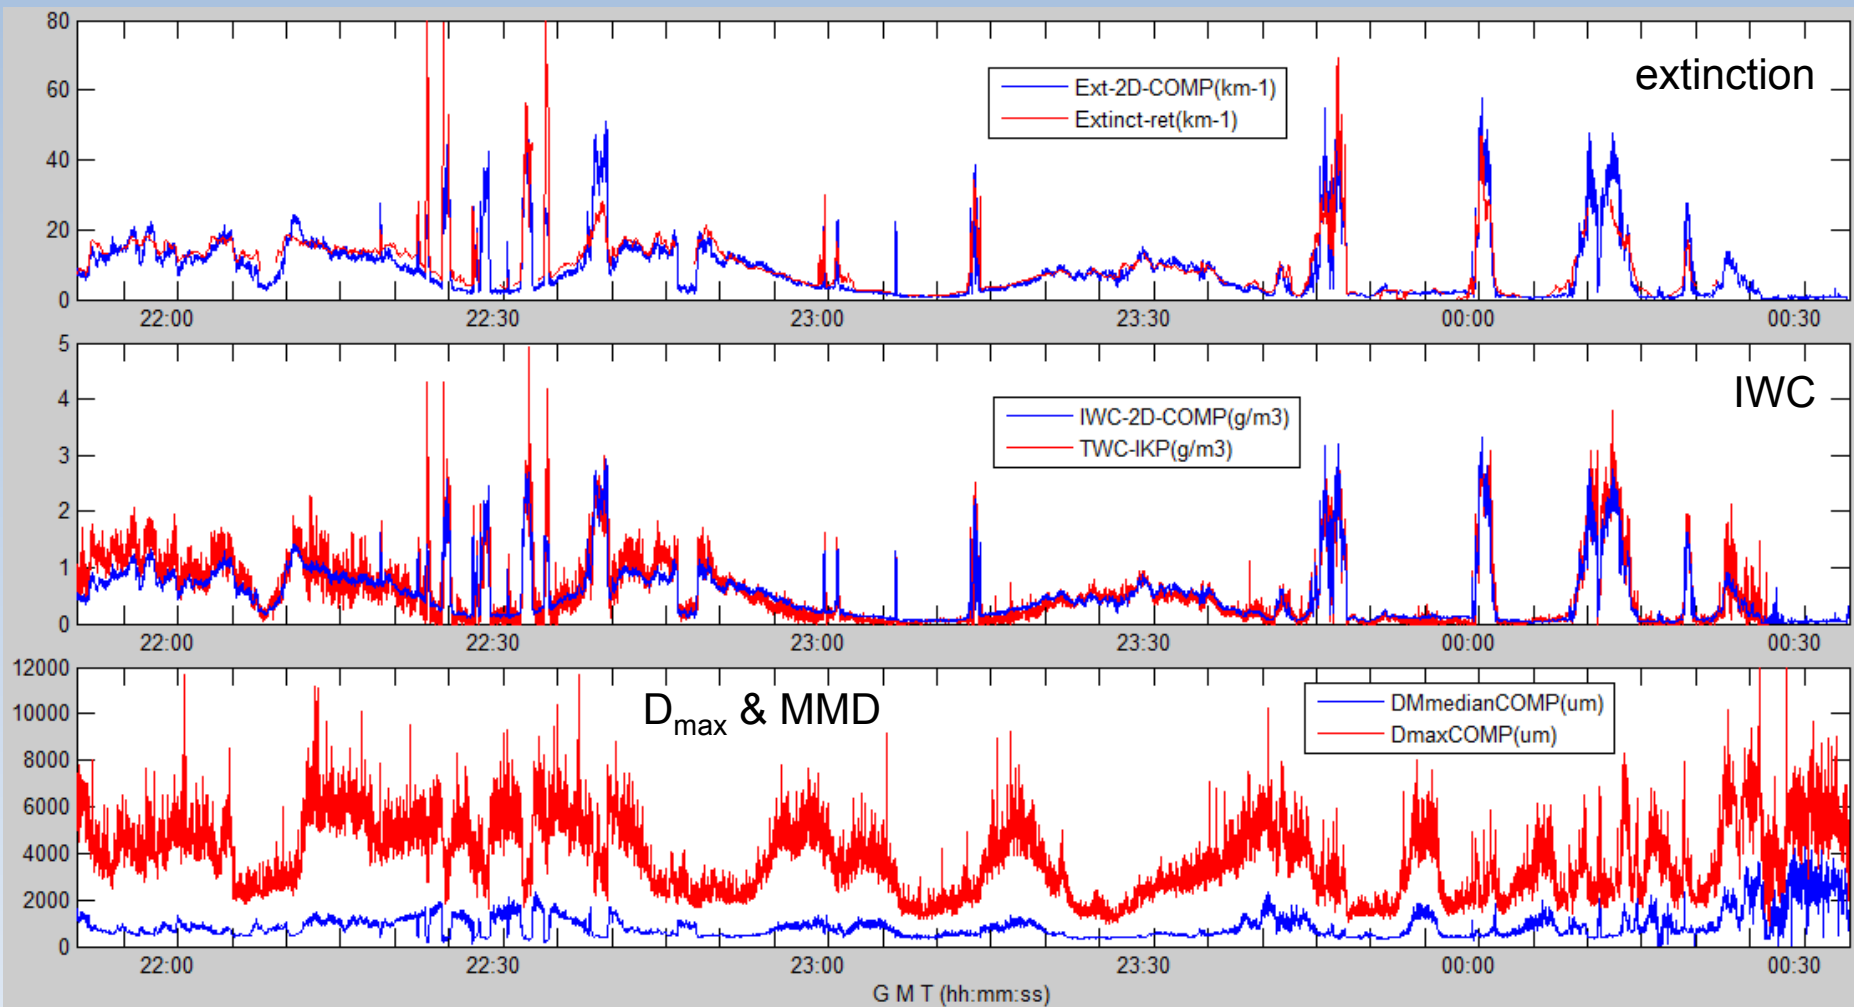 80
60
40
20
0
extinction
Ext-2D-COMP(km-1)
Extinct-ret(km-1)
22:00 22:30 23:00 23:30 00:00 00:30
5
4
3
2
1
0
IWC
IWC-2D-COMP(g/m3)
TWC-IKP(g/m3)
22:00 22:30 23:00 23:30 00:00 00:30
12000
10000
8000
6000
4000
2000
0
Dmax & MMD
DMmedianCOMP(um)
DmaxCOMP(um)
22:00 22:30 23:00 23:30 00:00 00:30
G M T (hh:mm:ss)